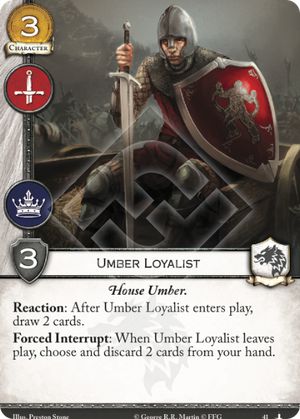 3
Character
3
Umber Loyalist
House Umber.
Reaction: After Umber Loyalist enters play,
draw 2 cards.
Forced Interrupt: When Umber Loyalist leaves
play, choose and discard 2 cards from your hand.
Illus. Preston Stone
© George R.R. Martin © FFG
41